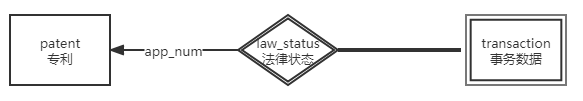 patent
专利
app_num
law_status
法律状态
transaction
事务数据